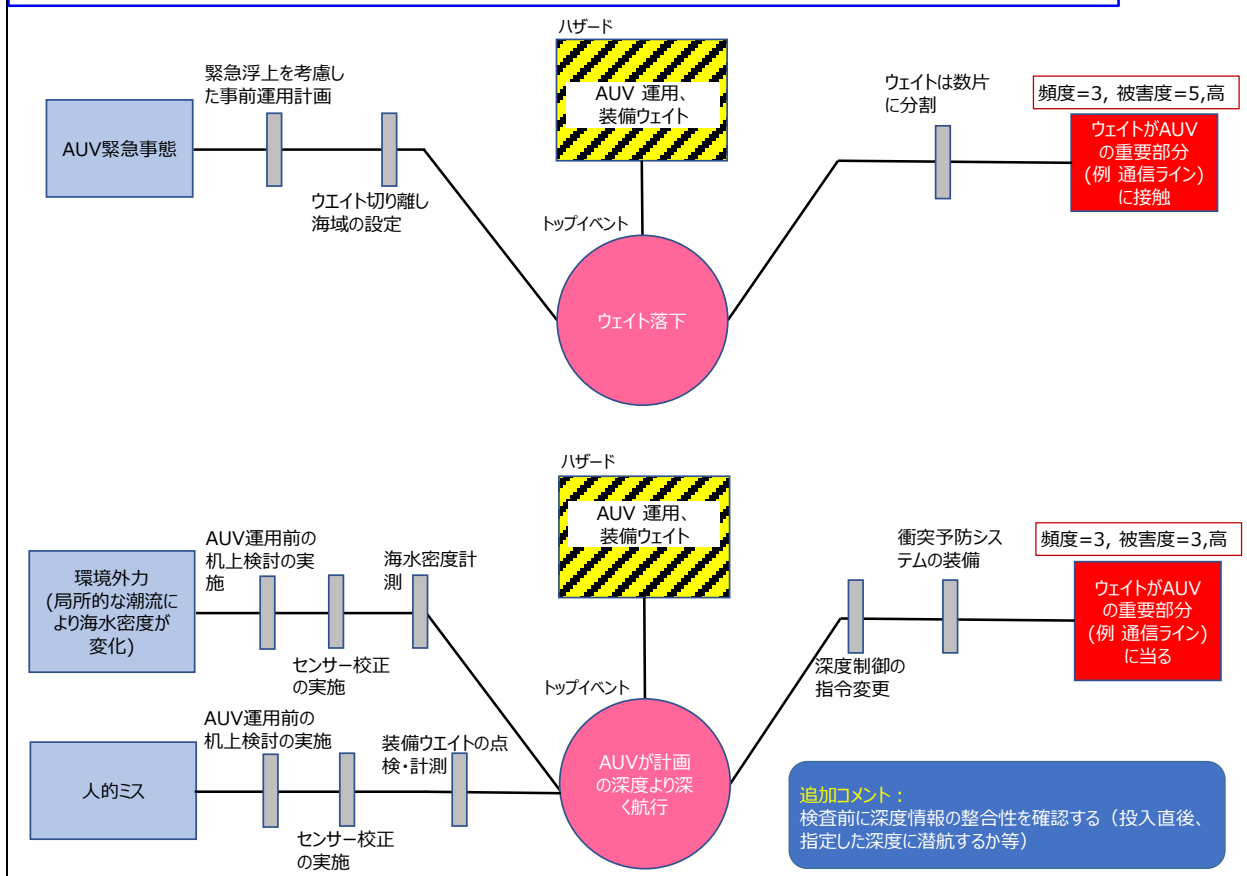 ハザード
AUV 運用、
装備ウェイト
緊急浮上を考慮し
た事前運用計画
ウェイトは数片
に分割
頻度=3, 被害度=5,高
AUV緊急事態
ウエイト切り離し
海域の設定
ウェイトがAUV
の重要部分
(例 通信ライン)
に接触
トップイベント
ウェイト落下
ハザード
AUV 運用、
装備ウェイト
AUV運用前の
机上検討の実
施
海水密度計
測
衝突予防シス
テムの装備
頻度=3, 被害度=3,高
環境外力
(局所的な潮流に
より海水密度が
変化)
センサー校正
の実施
深度制御の
指令変更
ウェイトがAUV
の重要部分
(例 通信ライン)
に当る
トップイベント
AUV運用前の
机上検討の実施
装備ウエイトの点
検・計測
人的ミス
センサー校正
の実施
AUVが計画
の深度より深
く航行
追加コメント：
検査前に深度情報の整合性を確認する（投入直後、
指定した深度に潜航するか等）